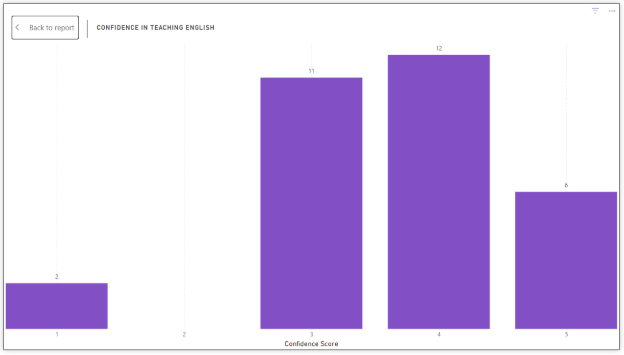 Back to report
CONFIDENCE IN TEACHING ENGLISH
12
11
6
2
1 2 3 4 5
Confidence Score